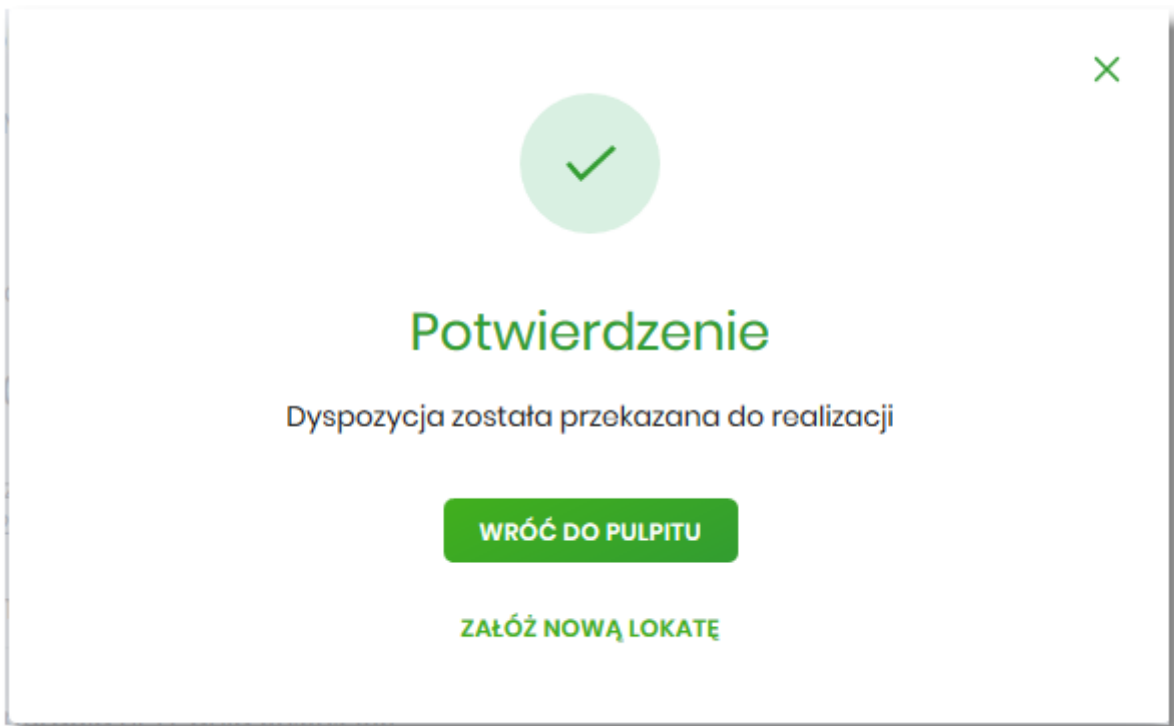 Potwierdzenie
Dyspozycja została przekazana do realizacji
WRÓĆ DO PULPITU
ZAŁÓŻ NOWĄ LOKATĘ